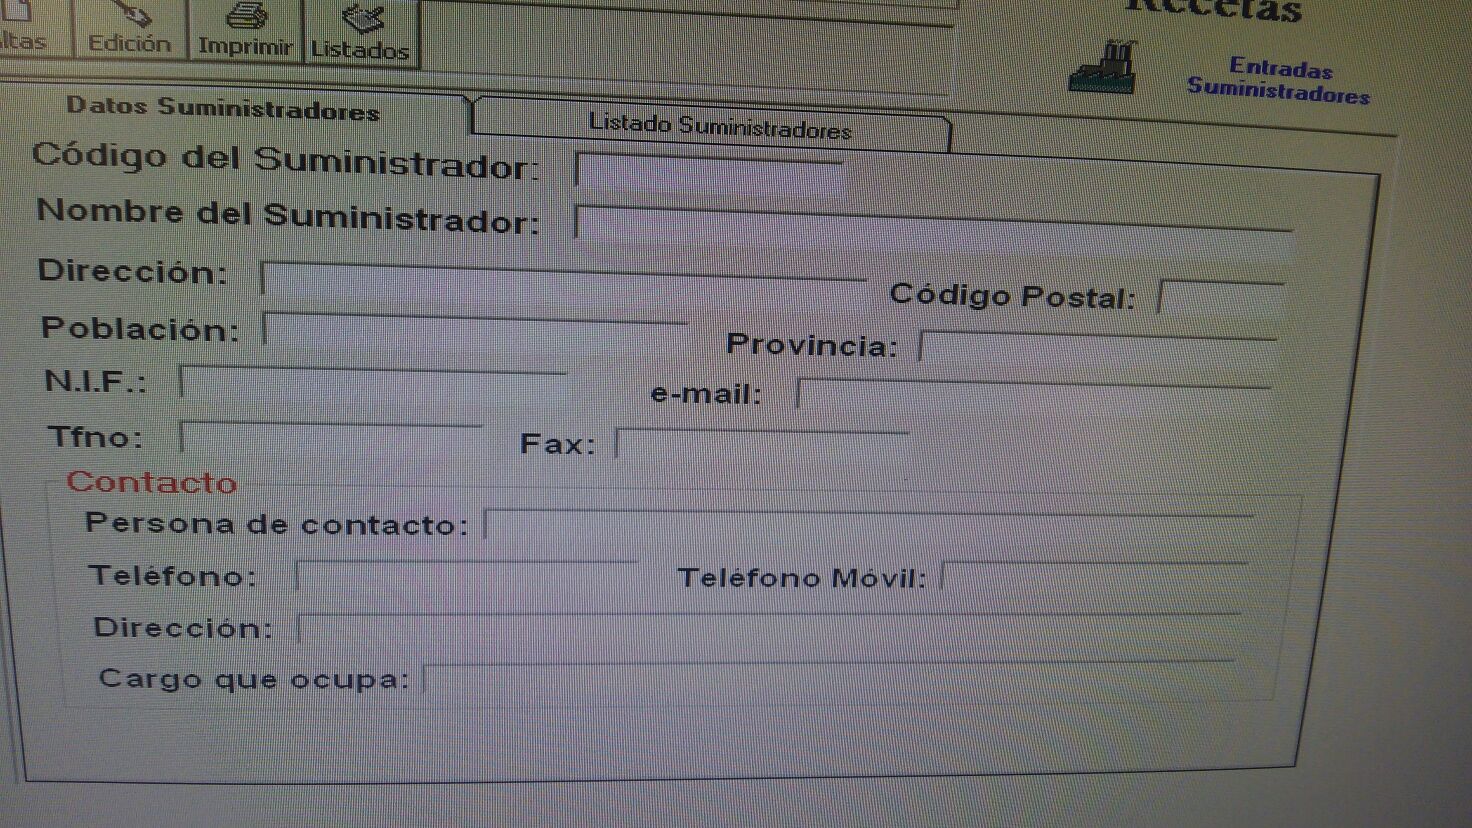 Recetas
Edición Imprimir Listados
Entradas
Suministradores
Datos Suministradores Listado Suministradores
Código del Suministrador:
Nombre del Suministrador:
Dirección: Código Postal:
Población: Provincia:
N.I.F.: e-mail:
Tfno: Fax:
Contacto
Persona de contacto:
Teléfono: Teléfono Móvil:
Dirección:
Cargo que ocupa: